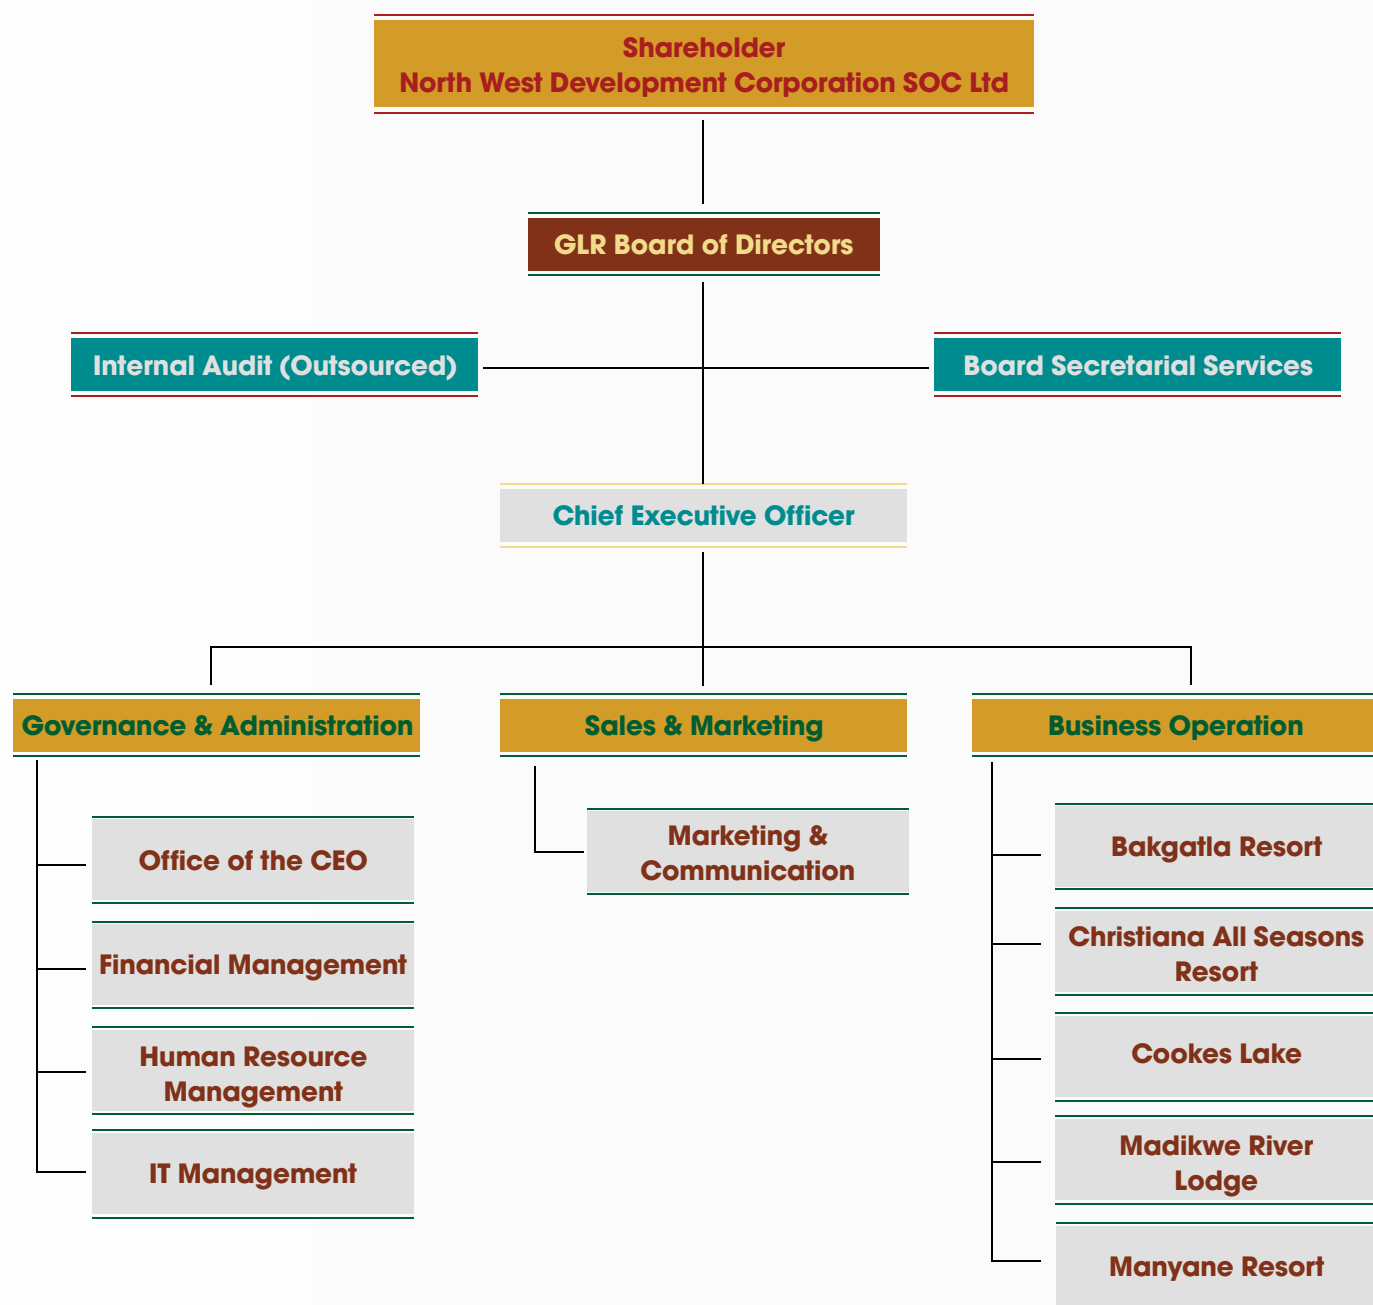 Shareholder
North West Development Corporation SOC Ltd
GLR Board of Directors
Internal Audit (Outsourced)
Board Secretarial Services
Chief Executive Officer
Governance & Administration
Sales & Marketing
Business Operation
Office of the CEO
Financial Management
Human Resource
Management
IT Management
Marketing &
Communication
Bakgatla Resort
Christiana All Seasons
Resort
Cookes Lake
Madikwe River
Lodge
Manyane Resort